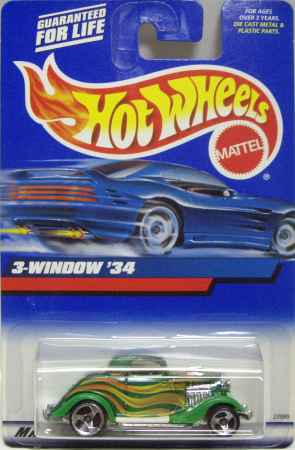 GUARANTEED
FOR LIFE
FOR AGES
OVER 3 YEARS.
DIE CAST METAL &
PLASTIC PARTS.
HOT WHEELS
MATTEL
®
3-WINDOW '34
27099